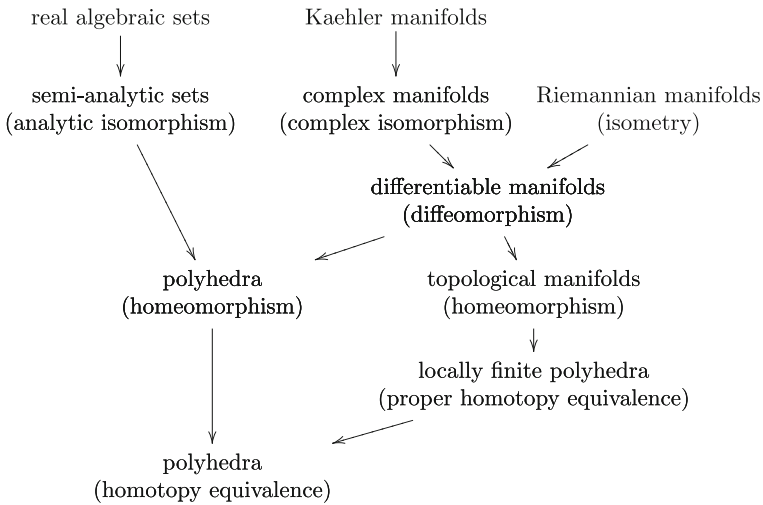 real algebraic sets
Kaehler manifolds
semi-analytic sets
(analytic isomorphism)
complex manifolds
(complex isomorphism)
Riemannian manifolds
(isometry)
differentiable manifolds
(diffeomorphism)
polyhedra
(homeomorphism)
topological manifolds
(homeomorphism)
locally finite polyhedra
(proper homotopy equivalence)
polyhedra
(homotopy equivalence)